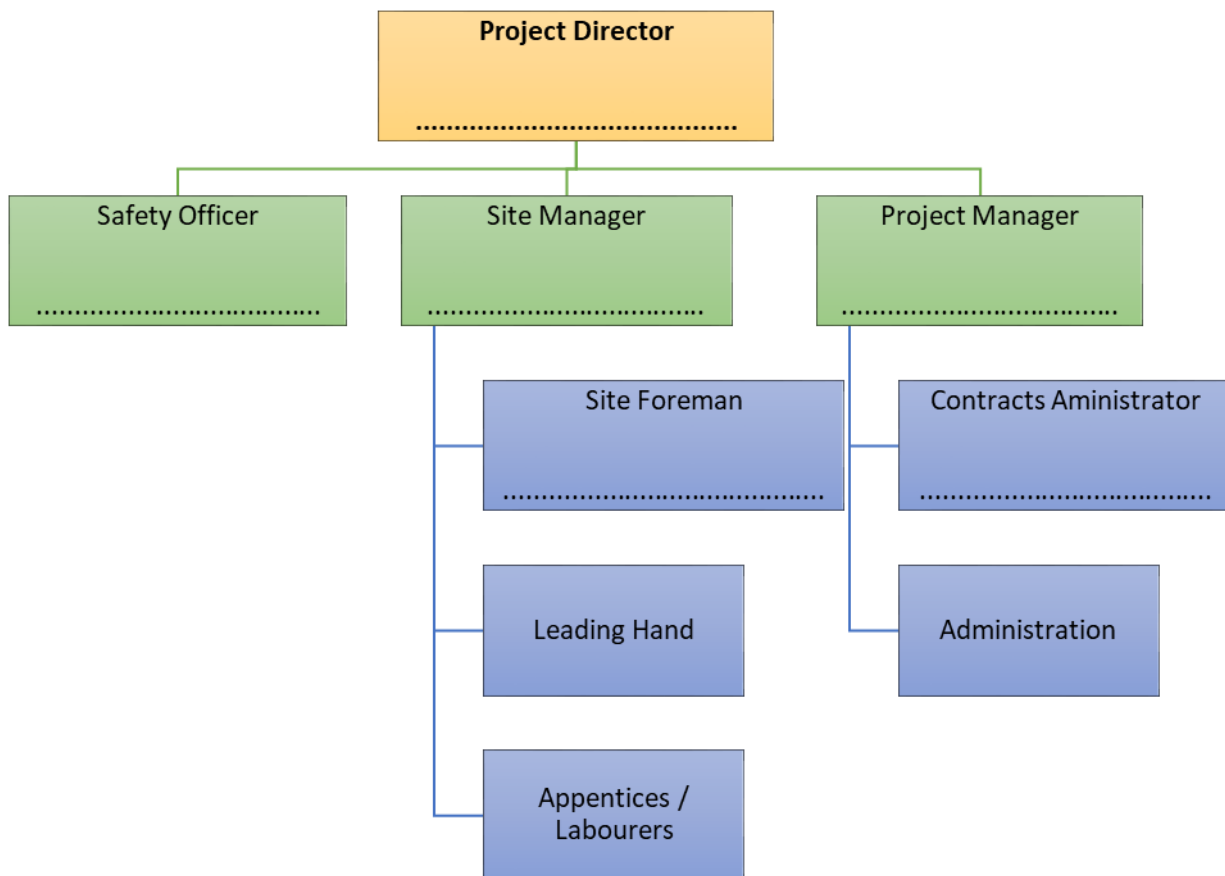 Project Director
..........................................
Safety Officer
Site Manager
Project Manager
.....................................
....................................
....................................
Site Foreman
Contracts Aministrator
..........................................
......................................
Leading Hand
Administration
Appentices /
Labourers